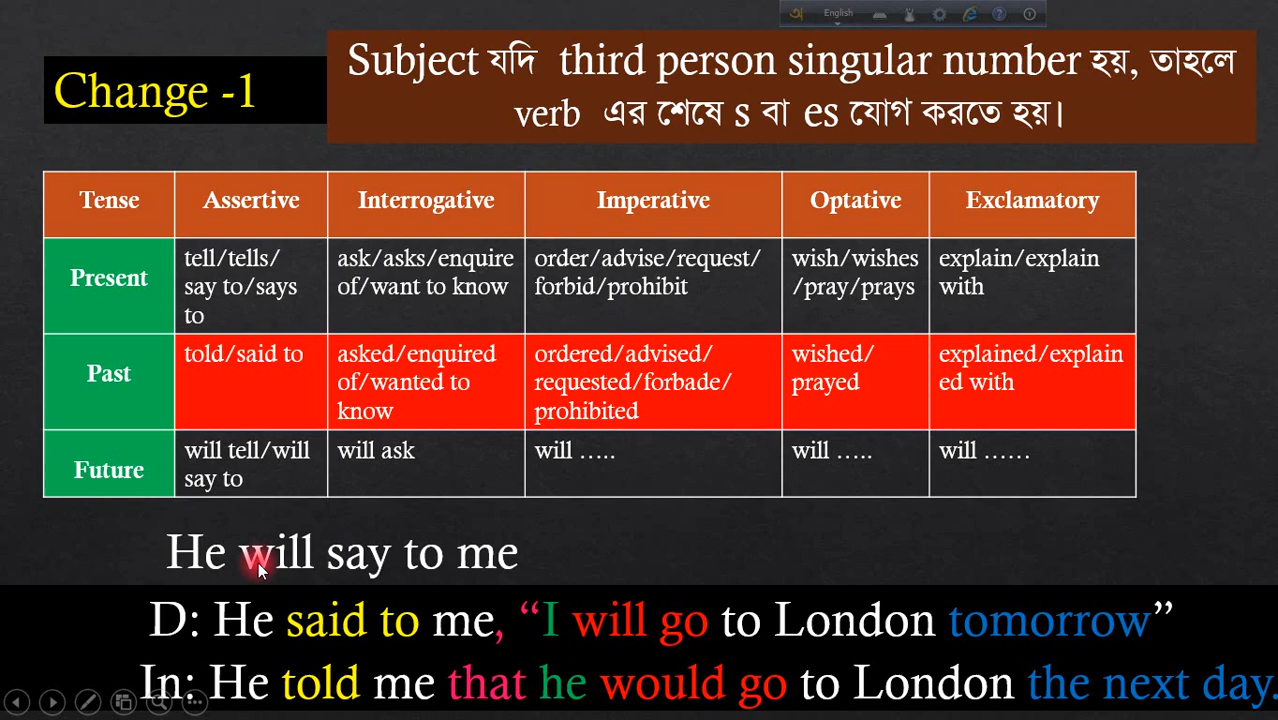 অ English
Change -1
Subject যদি third person singular number হয়, তাহলে
verb এর শেষে s বা es যোগ করতে হয়।
Tense Assertive Interrogative Imperative Optative Exclamatory
Present
tell/tells/
say to/says
to
ask/asks/enquire
of/want to know
order/advise/request/
forbid/prohibit
wish/wishes
/pray/prays
explain/explain
with
Past
told/said to
asked/enquired
of/wanted to
know
ordered/advised/
requested/forbade/
prohibited
wished/
prayed
explained/explain
ed with
Future
will tell/will
say to
will ask
will …..
will …..
will ……
He will say to me
D: He said to me, “I will go to London tomorrow”
In: He told me that he would go to London the next day.